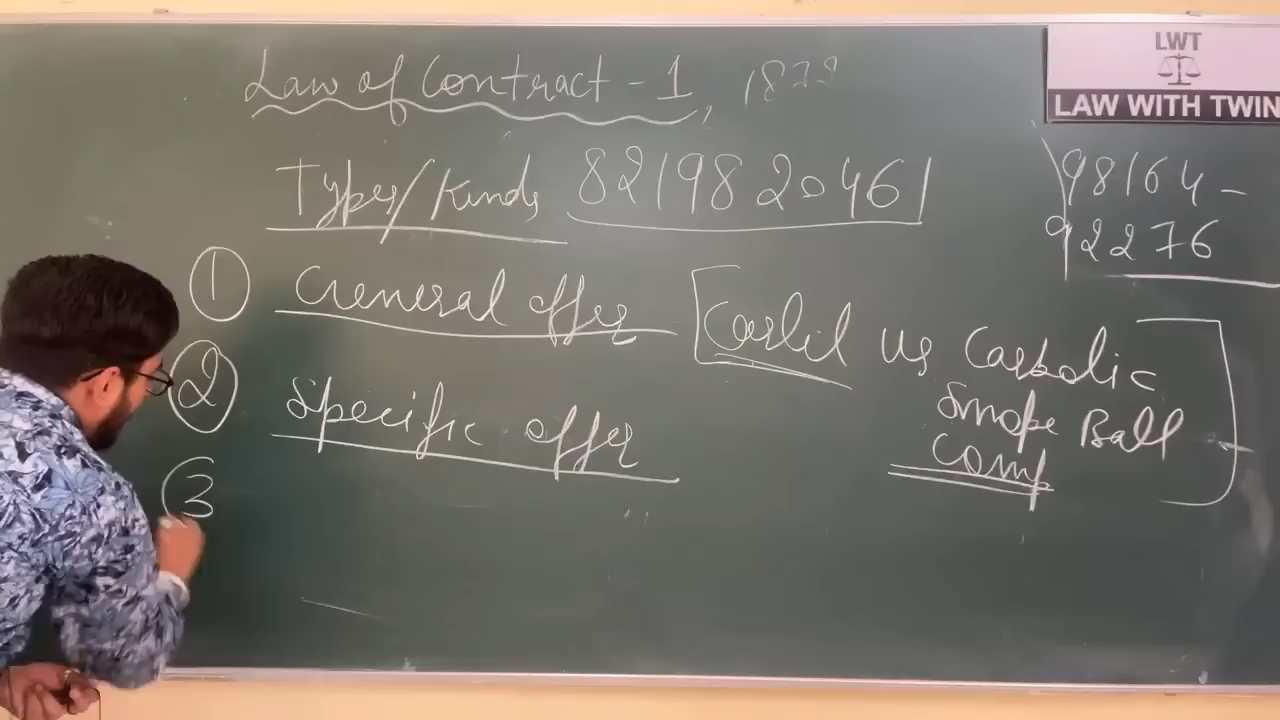 Law of Contract - 1, 1872
LWT
LAW WITH TWIN
Types/Kinds 8219820461
98164-
92276
1 General offer [Carlil Vs Carbolic
Smoke Ball
Comp]
2 Specific offer
3